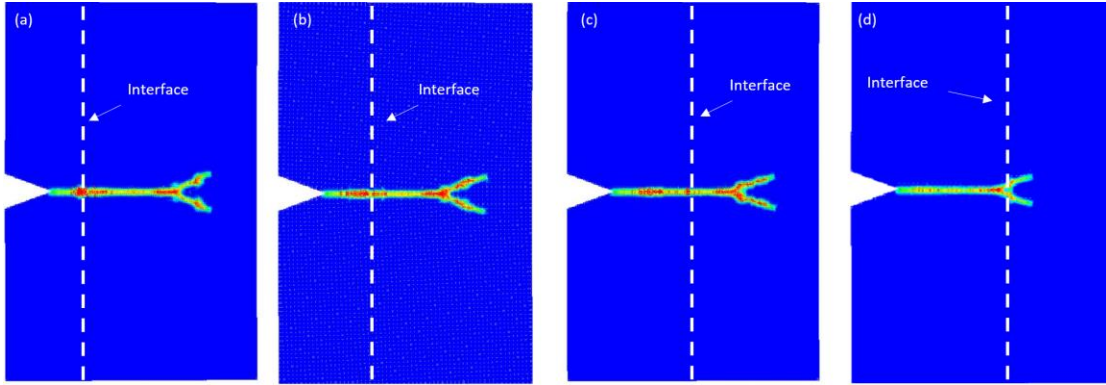 (a)
Interface
(b)
Interface
(c)
Interface
(d)
Interface